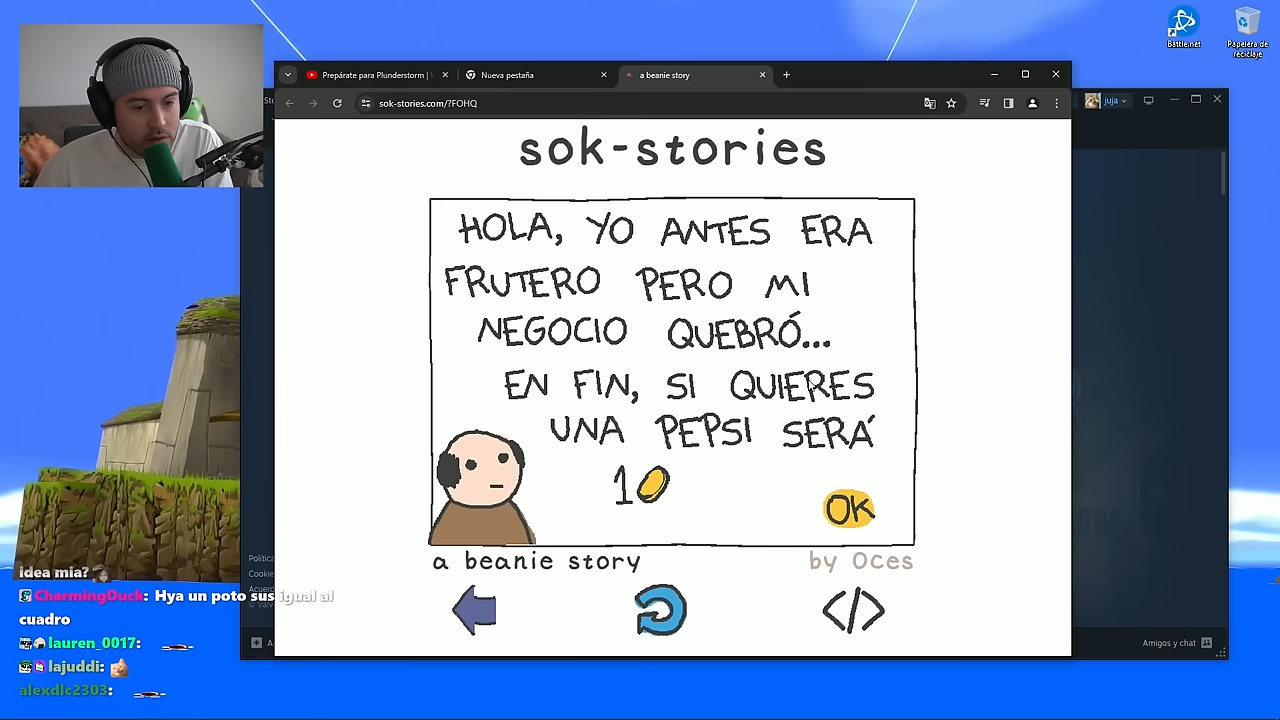 Battle.net
Papelera de
reciclaje
Prepárate para Plunderstorm |
Nueva pestaña
a beanie story
sok-stories.com/?FOHQ
juja
sok-stories
HOLA, YO ANTES ERA
FRUTERO PERO MI
NEGOCIO QUEBRÓ...
EN FIN, SI QUIERES
UNA PEPSI SERÁ
1
OK
a beanie story
by Oces
</>
Amigos y chat
idea mia?
CharmingDuck: Hya un poto sus igual al
cuadro
lauren_0017:
lajuddi:
alexdlc2303: